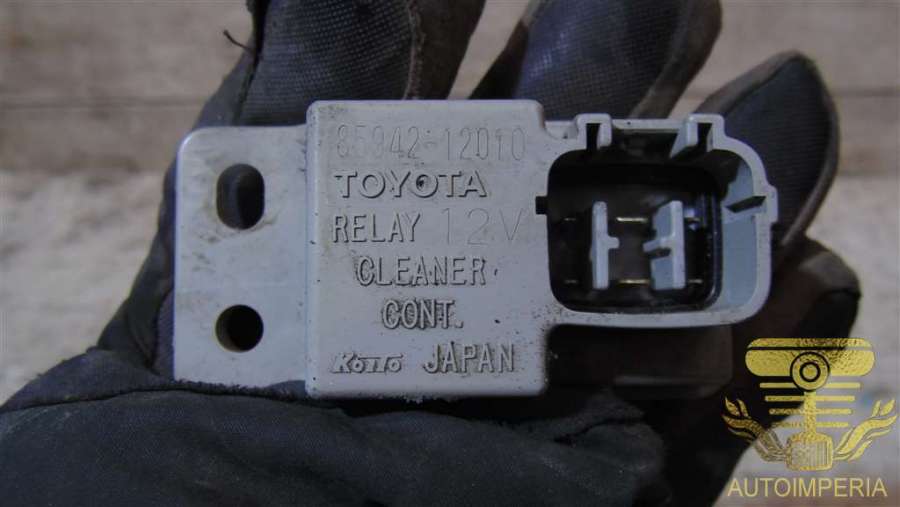 85942-12010
TOYOTA
RELAY 12V
CLEANER
CONT.
KOITO JAPAN
AUTOIMPERIA